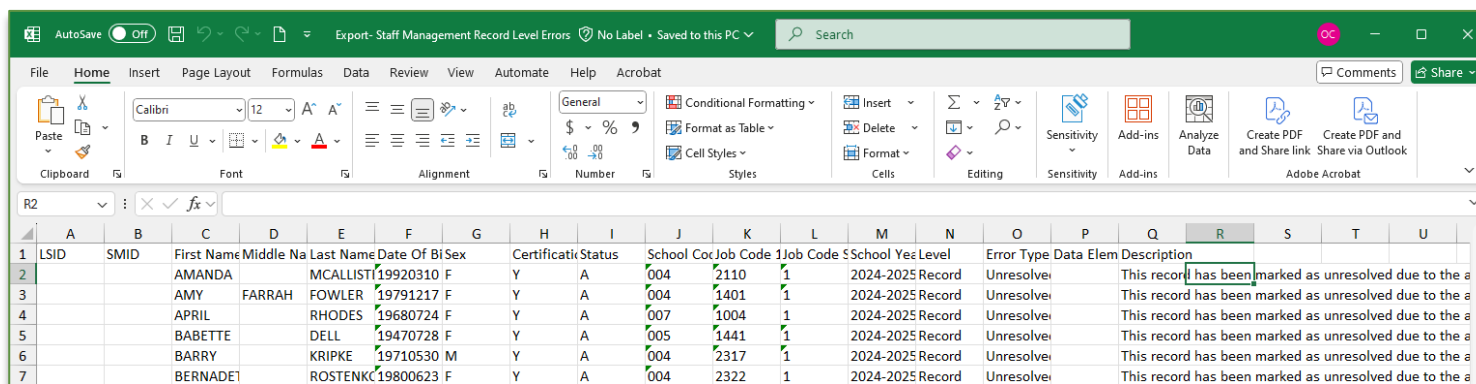 AutoSave Off Export- Staff Management Record Level Errors No Label • Saved to this PC Search OC
File Home Insert Page Layout Formulas Data Review View Automate Help Acrobat Comments Share
Paste Calibri 12 A A ab General Conditional Formatting Insert Σ Sensitivity Add-ins Analyze Data Create PDF and Share link Create PDF and Share via Outlook
B I U A $ % Format as Table Delete
Cell Styles Format
Clipboard Font Alignment Number Styles Cells Editing Sensitivity Add-ins Adobe Acrobat
R2 fx
A B C D E F G H I J K L M N O P Q R S T U
1 LSID SMID First Name Middle Na Last Name Date Of Bi Sex Certificatio Status School Coc Job Code 1 Job Code S School Yea Level Error Type Data Elem Description
2 AMANDA MCALLIST 19920310 F Y A 004 2110 1 2024-2025 Record Unresolve This record has been marked as unresolved due to the a
3 AMY FARRAH FOWLER 19791217 F Y A 004 1401 1 2024-2025 Record Unresolve This record has been marked as unresolved due to the a
4 APRIL RHODES 19680724 F Y A 007 1004 1 2024-2025 Record Unresolve This record has been marked as unresolved due to the a
5 BABETTE DELL 19470728 F Y A 005 1441 1 2024-2025 Record Unresolve This record has been marked as unresolved due to the a
6 BARRY KRIPKE 19710530 M Y A 004 2317 1 2024-2025 Record Unresolve This record has been marked as unresolved due to the a
7 BERNADET ROSTENK 19800623 F Y A 004 2322 1 2024-2025 Record Unresolve This record has been marked as unresolved due to the a